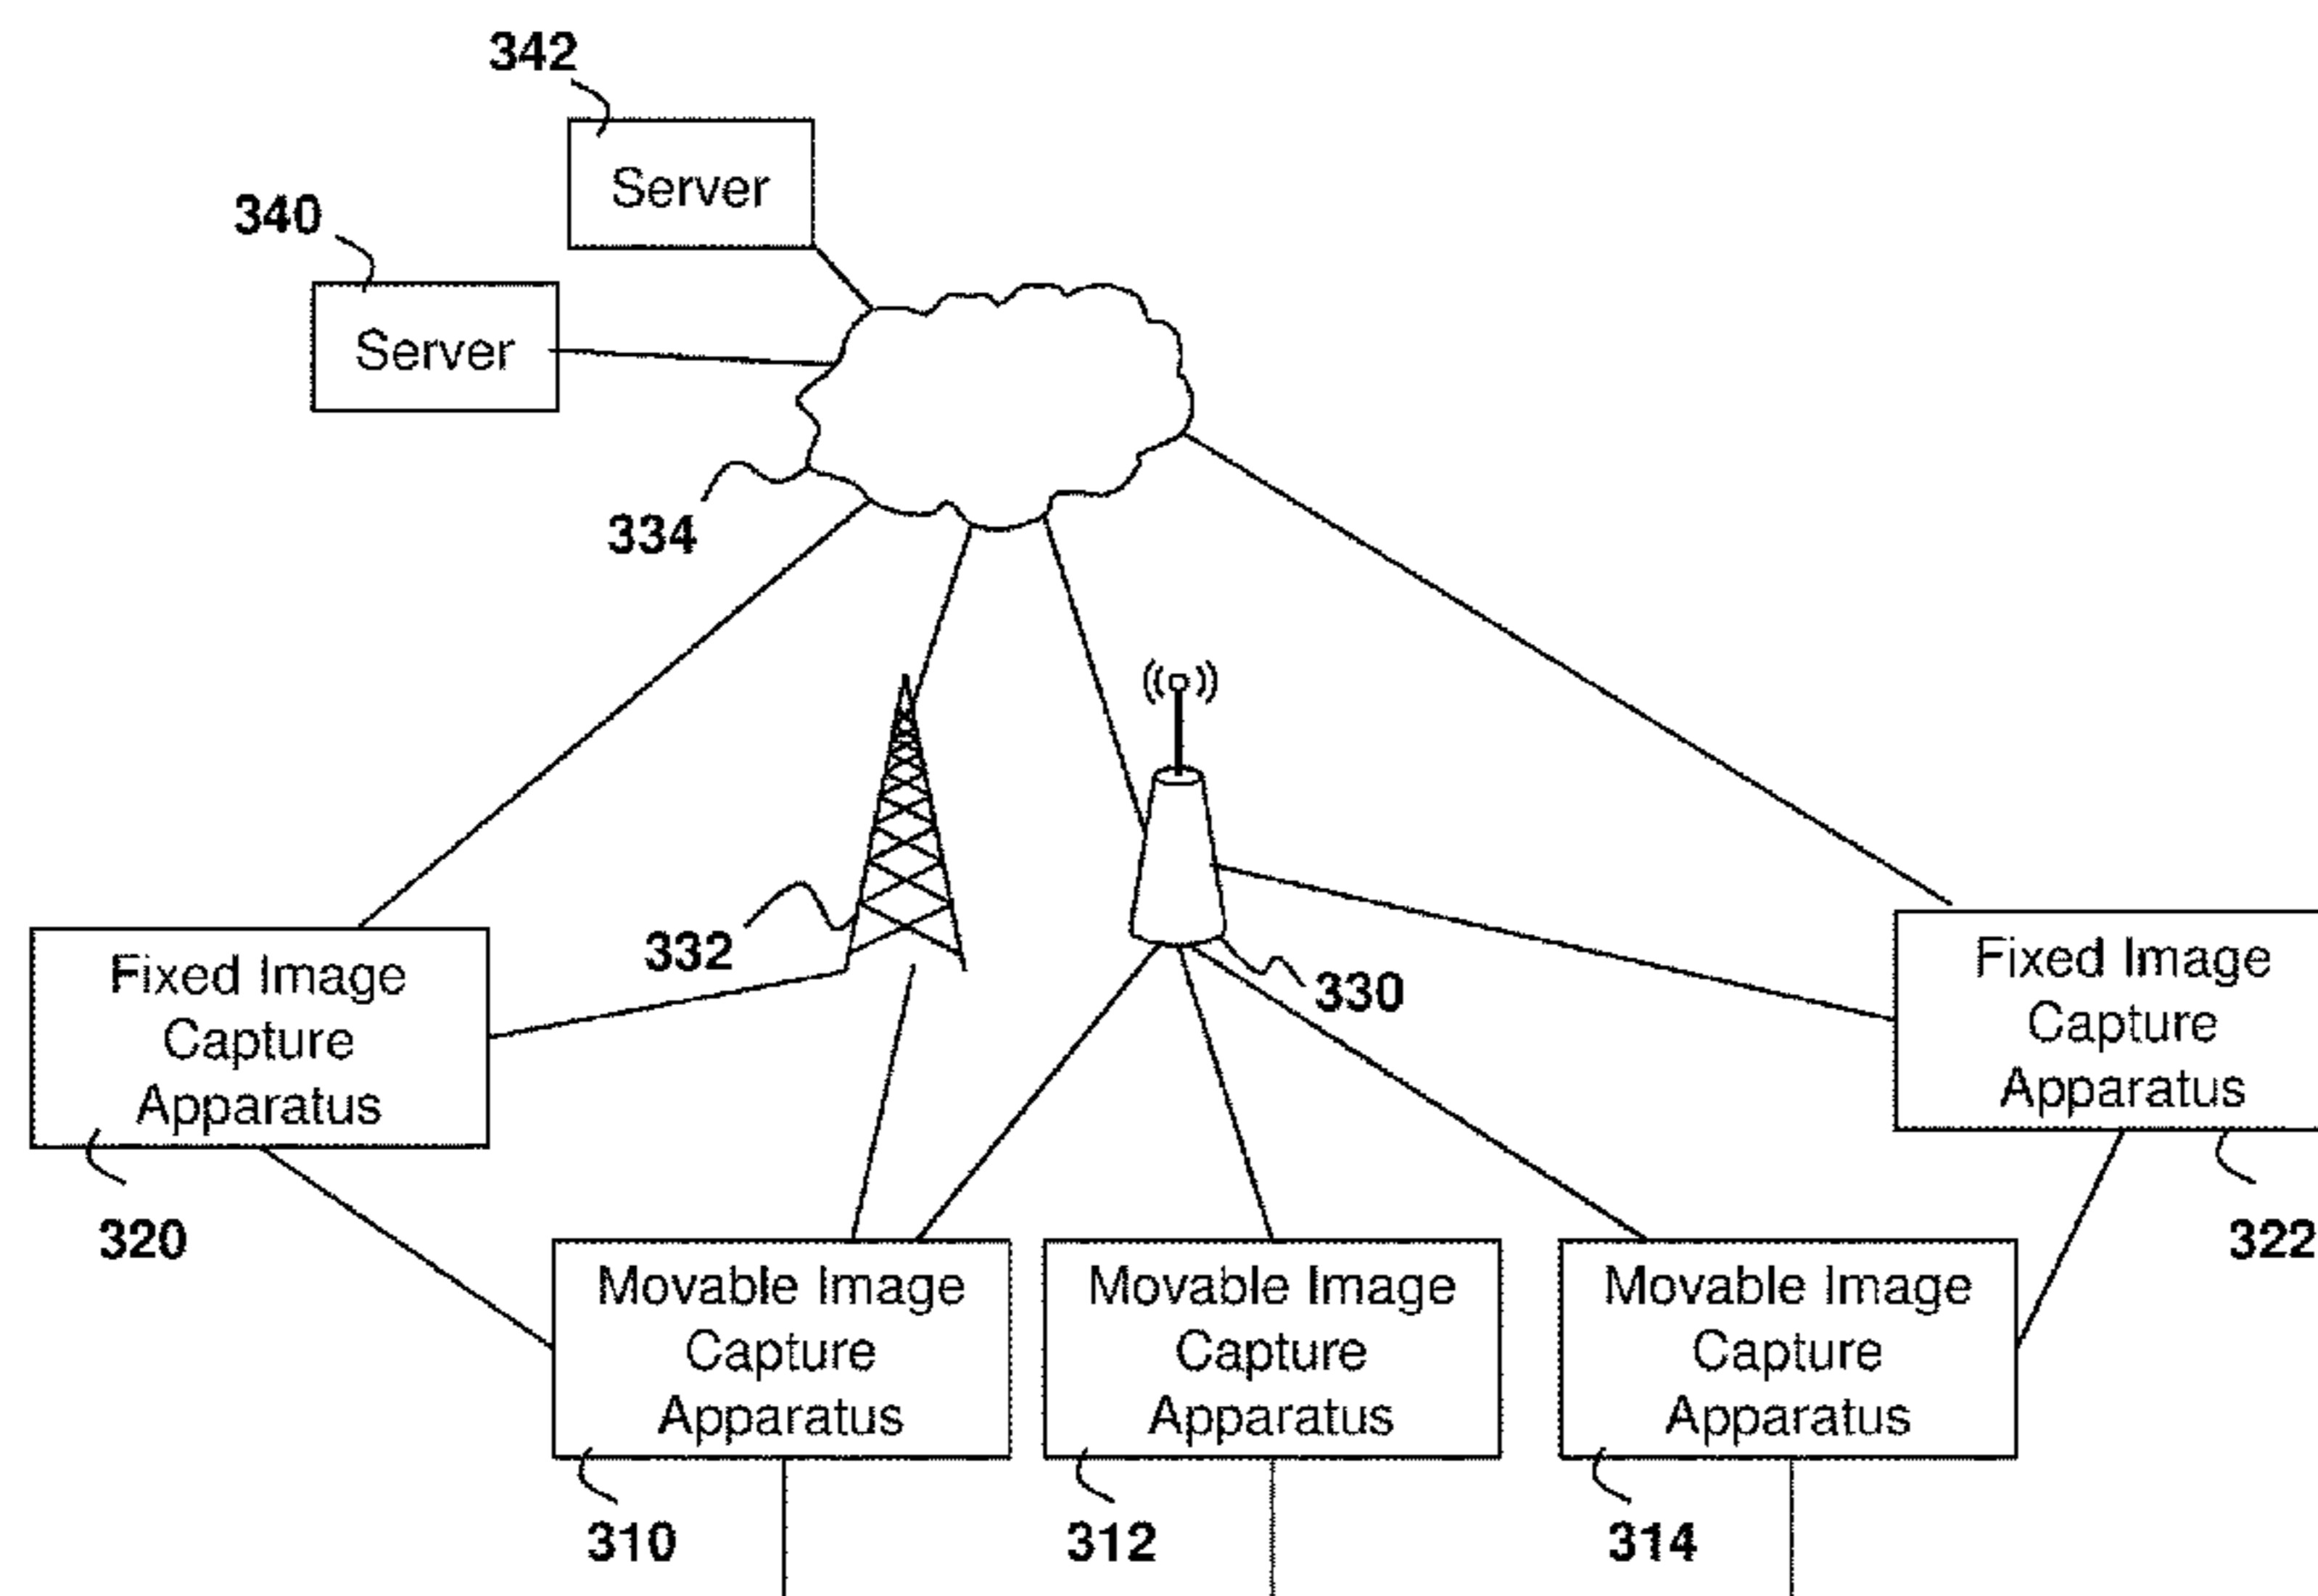 342
Server
340
Server
334
332
330
Fixed Image
Capture
Apparatus
320
Fixed Image
Capture
Apparatus
322
Movable Image
Capture
Apparatus
310
Movable Image
Capture
Apparatus
312
Movable Image
Capture
Apparatus
314